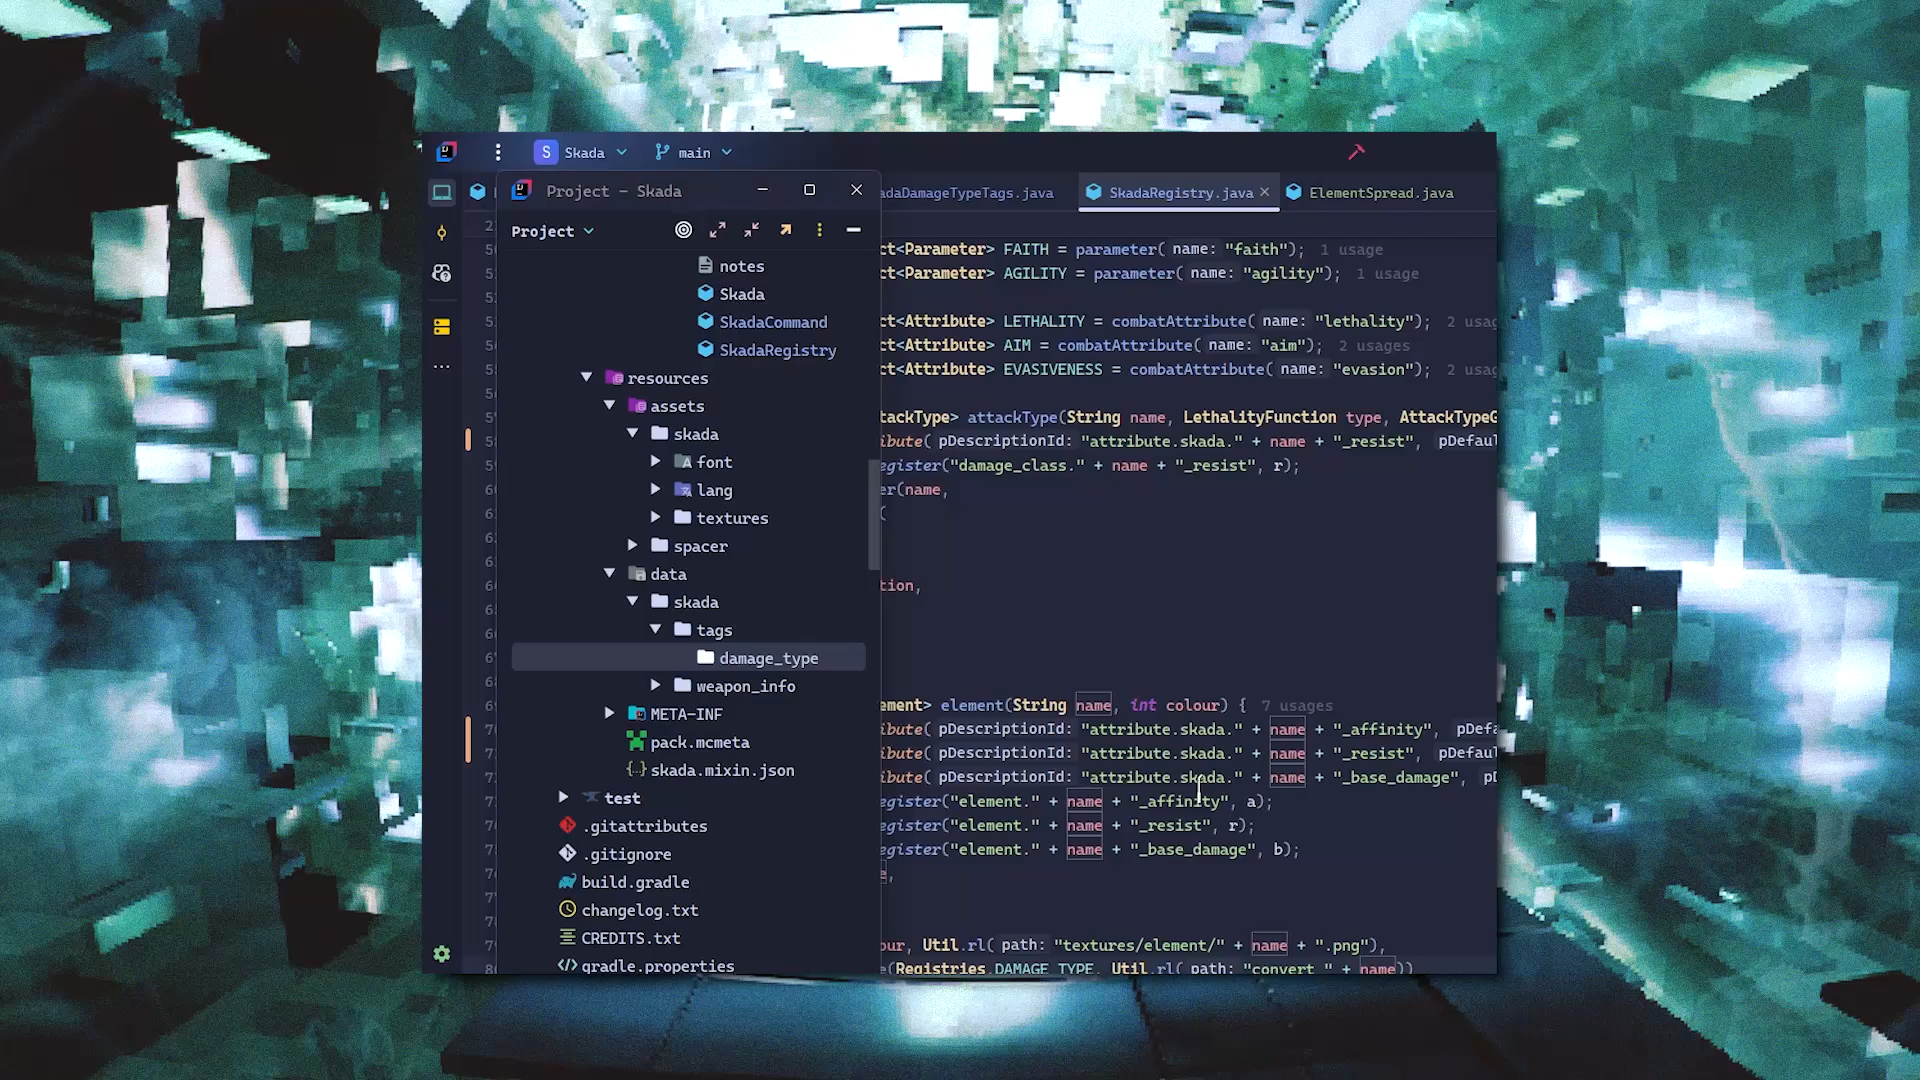 S Skada main
Project – Skada
adaDamageTypeTags.java SkadaRegistry.java ElementSpread.java
Project
notes
Skada
SkadaCommand
SkadaRegistry
resources
assets
skada
font
lang
textures
spacer
data
skada
tags
damage_type
weapon_info
META-INF
pack.mcmeta
skada.mixin.json
test
.gitattributes
.gitignore
build.gradle
changelog.txt
CREDITS.txt
gradle.properties
ct<Parameter> FAITH = parameter( name: "faith"); 1 usage
ct<Parameter> AGILITY = parameter( name: "agility"); 1 usage
ct<Attribute> LETHALITY = combatAttribute( name: "lethality"); 2 usag
ct<Attribute> AIM = combatAttribute( name: "aim"); 2 usages
ct<Attribute> EVASIVENESS = combatAttribute( name: "evasion"); 2 usag
tackType> attackType(String name, LethalityFunction type, AttackTypeG
ibute( pDescriptionId: "attribute.skada." + name + "_resist", pDefaul
egister("damage_class." + name + "_resist", r);
er(name,
(
tion,
ement> element(String name, int colour) { 7 usages
ibute( pDescriptionId: "attribute.skada." + name + "_affinity", pDefa
ibute( pDescriptionId: "attribute.skada." + name + "_resist", pDefaul
ibute( pDescriptionId: "attribute.skada." + name + "_base_damage", pD
egister("element." + name + "_affinity", a);
egister("element." + name + "_resist", r);
egister("element." + name + "_base_damage", b);
e,
our, Util.rl( path: "textures/element/" + name + ".png"),
e(Registries.DAMAGE_TYPE, Util.rl( path: "convert_" + name))